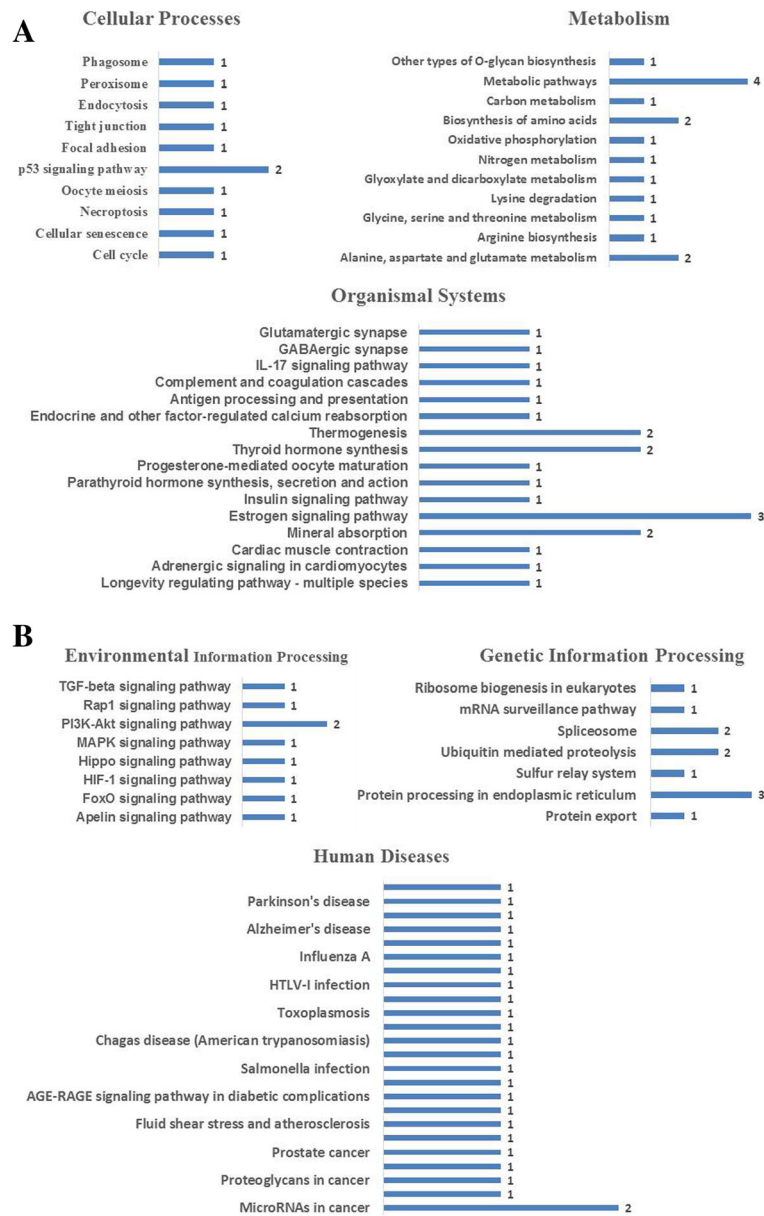 A
Cellular Processes
Phagosome 1
Peroxisome 1
Endocytosis 1
Tight junction 1
Focal adhesion 1
p53 signaling pathway 2
Oocyte meiosis 1
Necroptosis 1
Cellular senescence 1
Cell cycle 1
Metabolism
Other types of O-glycan biosynthesis 1
Metabolic pathways 4
Carbon metabolism 1
Biosynthesis of amino acids 2
Oxidative phosphorylation 1
Nitrogen metabolism 1
Glyoxylate and dicarboxylate metabolism 1
Lysine degradation 1
Glycine, serine and threonine metabolism 1
Arginine biosynthesis 1
Alanine, aspartate and glutamate metabolism 2
Organismal Systems
Glutamatergic synapse 1
GABAergic synapse 1
IL-17 signaling pathway 1
Complement and coagulation cascades 1
Antigen processing and presentation 1
Endocrine and other factor-regulated calcium reabsorption 1
Thermogenesis 2
Thyroid hormone synthesis 2
Progesterone-mediated oocyte maturation 1
Parathyroid hormone synthesis, secretion and action 1
Insulin signaling pathway 1
Estrogen signaling pathway 3
Mineral absorption 2
Cardiac muscle contraction 1
Adrenergic signaling in cardiomyocytes 1
Longevity regulating pathway - multiple species 1
B
Environmental Information Processing
TGF-beta signaling pathway 1
Rap1 signaling pathway 1
PI3K-Akt signaling pathway 2
MAPK signaling pathway 1
Hippo signaling pathway 1
HIF-1 signaling pathway 1
FoxO signaling pathway 1
Apelin signaling pathway 1
Genetic Information Processing
Ribosome biogenesis in eukaryotes 1
mRNA surveillance pathway 1
Spliceosome 2
Ubiquitin mediated proteolysis 2
Sulfur relay system 1
Protein processing in endoplasmic reticulum 3
Protein export 1
Human Diseases
1
Parkinson's disease 1
1
Alzheimer's disease 1
1
Influenza A 1
1
HTLV-I infection 1
1
Toxoplasmosis 1
1
Chagas disease (American trypanosomiasis) 1
1
Salmonella infection 1
1
AGE-RAGE signaling pathway in diabetic complications 1
1
Fluid shear stress and atherosclerosis 1
1
Prostate cancer 1
1
Proteoglycans in cancer 1
1
MicroRNAs in cancer 2